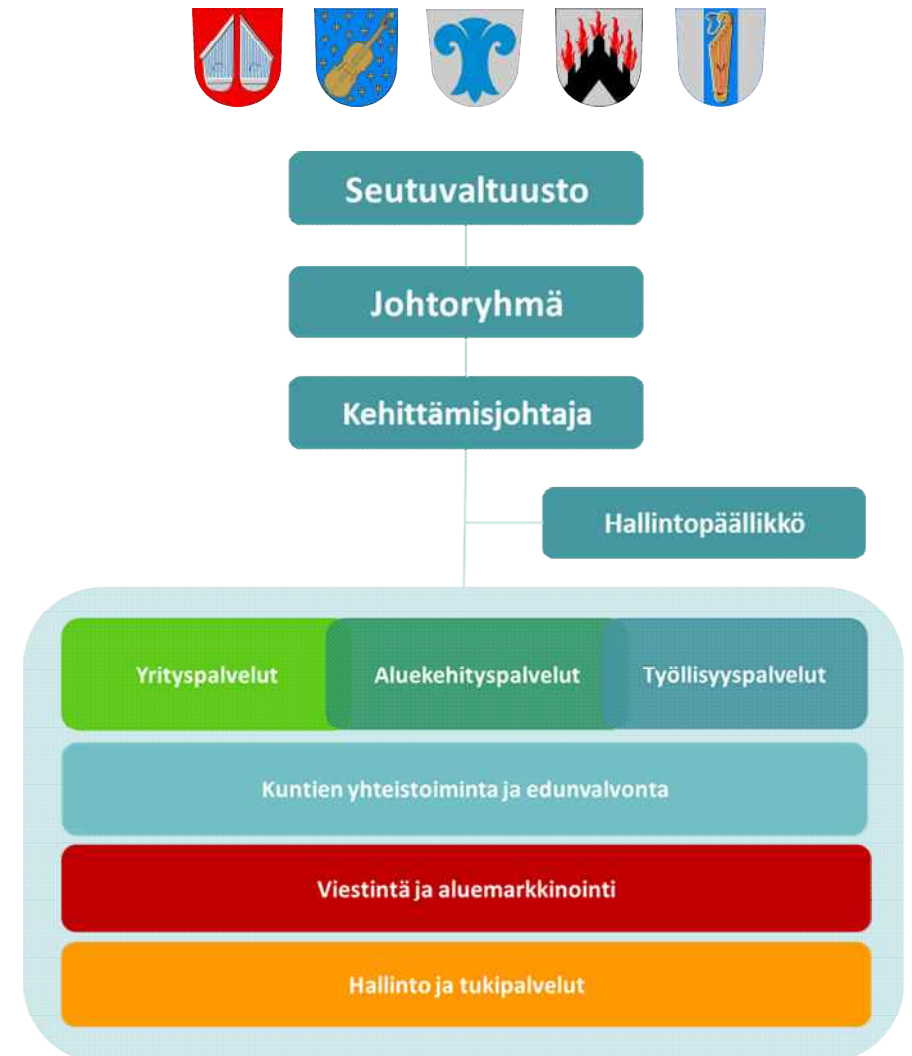 Seutuvaltuusto
Johtoryhmä
Kehittämisjohtaja
Hallintopäällikkö
Yrityspalvelut
Aluekehityspalvelut
Työllisyyspalvelut
Kuntien yhteistoiminta ja edunvalvonta
Viestintä ja aluemarkkinointi
Hallinto ja tukipalvelut